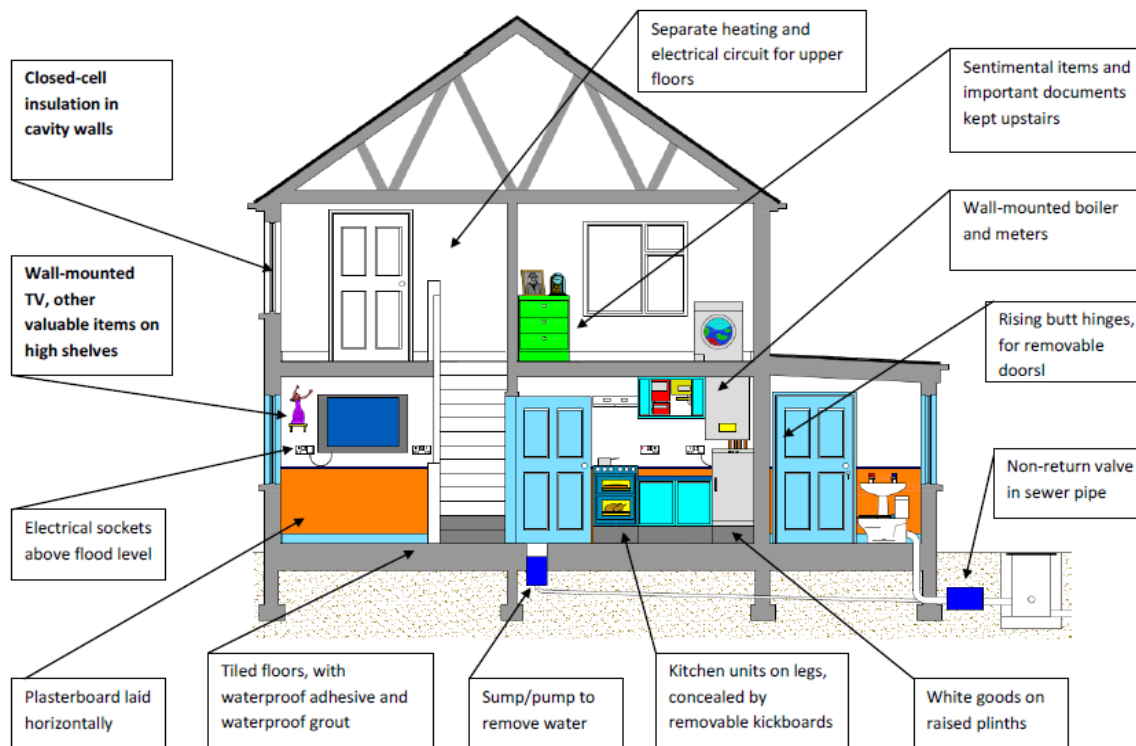 Separate heating and
electrical circuit for upper
floors
Closed-cell
insulation in
cavity walls
Sentimental items and
important documents
kept upstairs
Wall-mounted boiler
and meters
Wall-mounted
TV, other
valuable items on
high shelves
Rising butt hinges,
for removable
doorsl
Non-return valve
in sewer pipe
Electrical sockets
above flood level
Plasterboard laid
horizontally
Tiled floors, with
waterproof adhesive and
waterproof grout
Sump/pump to
remove water
Kitchen units on legs,
concealed by
removable kickboards
White goods on
raised plinths